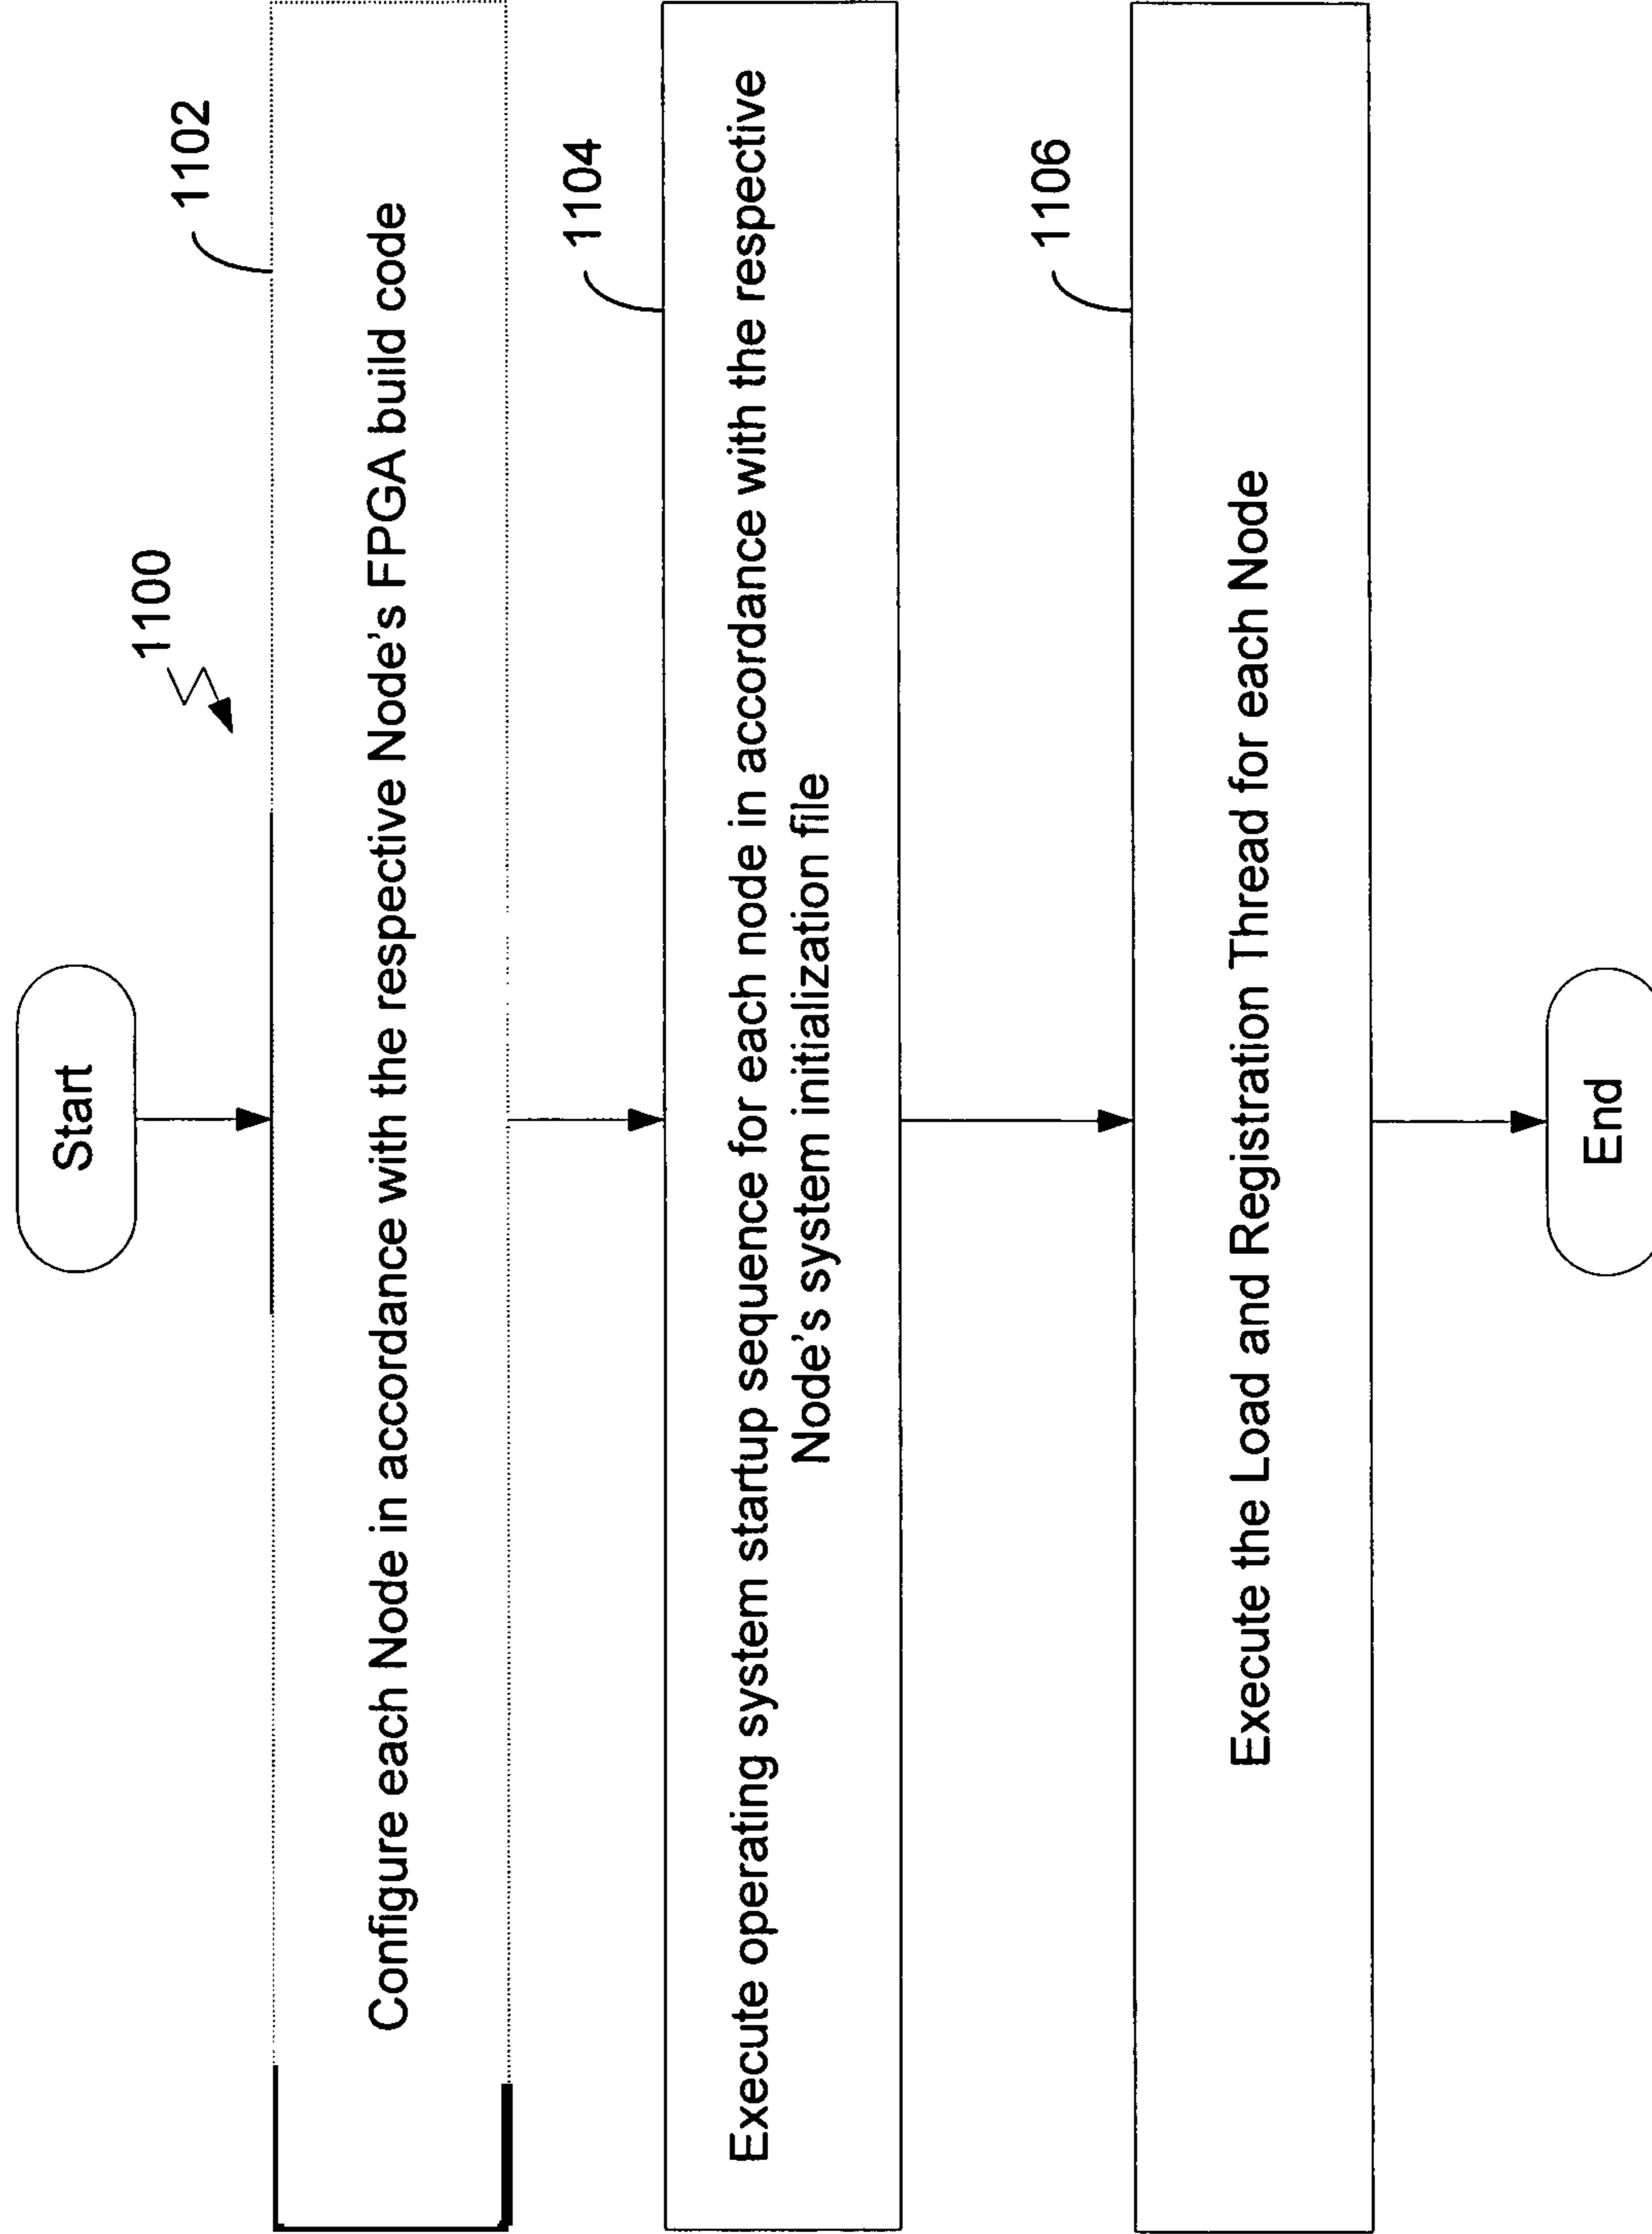 Start
1100
1102
Configure each Node in accordance with the respective Node's FPGA build code
1104
Execute operating system startup sequence for each node in accordance with the respective
Node's system initialization file
1106
Execute the Load and Registration Thread for each Node
End